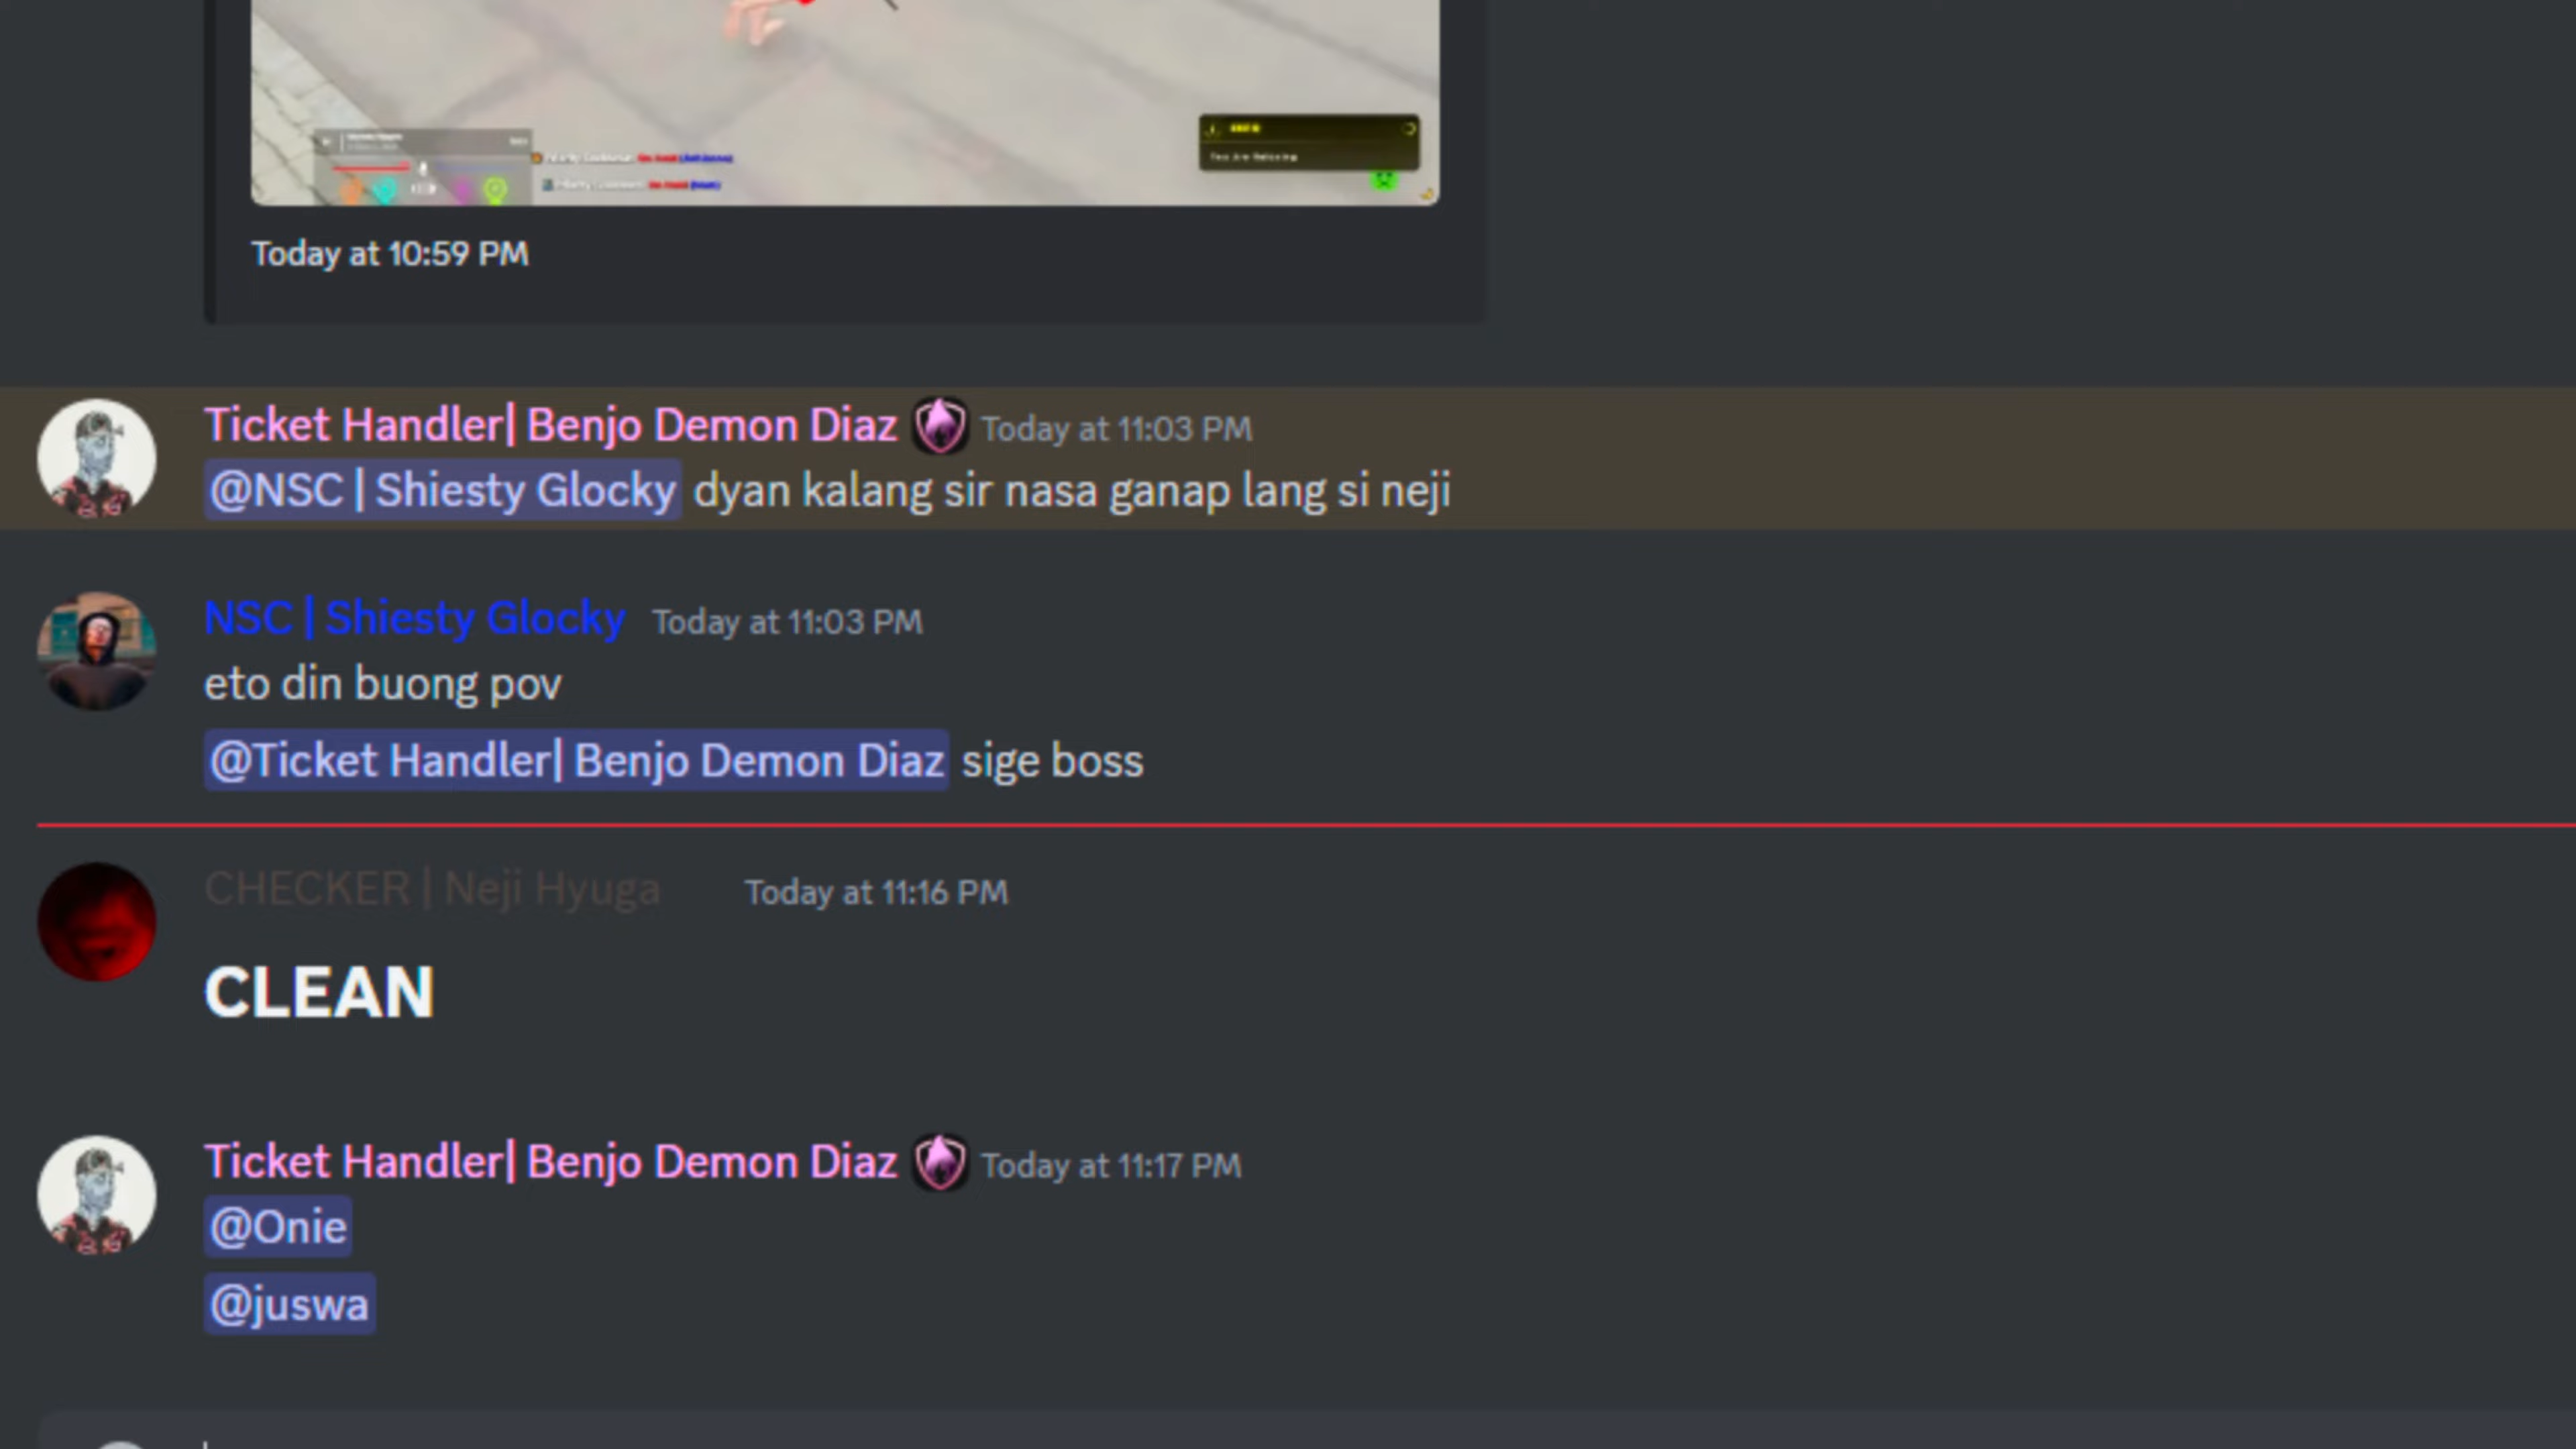 Today at 10:59 PM
Ticket Handler| Benjo Demon Diaz Today at 11:03 PM
@NSC | Shiesty Glocky dyan kalang sir nasa ganap lang si neji
NSC | Shiesty Glocky Today at 11:03 PM
eto din buong pov
@Ticket Handler| Benjo Demon Diaz sige boss
CHECKER | Neji Hyuga Today at 11:16 PM
CLEAN
Ticket Handler| Benjo Demon Diaz Today at 11:17 PM
@Onie
@juswa